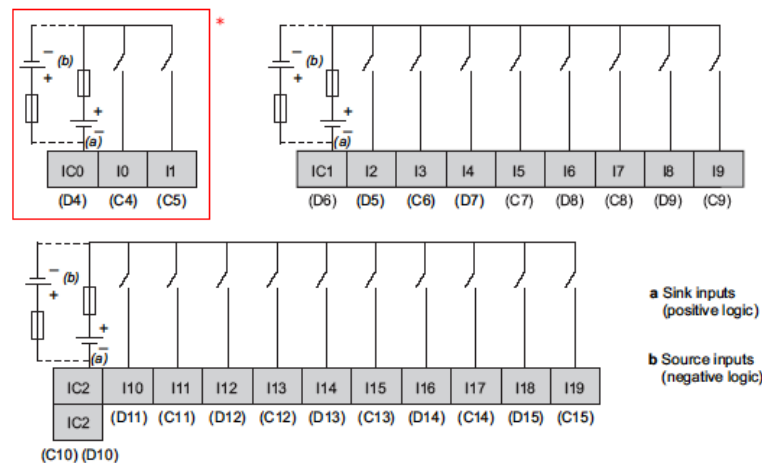 *
− (b) + + − (a)
IC0 I0 I1
(D4) (C4) (C5)
− (b) + + − (a)
IC1 I2 I3 I4 I5 I6 I7 I8 I9
(D6) (D5) (C6) (D7) (C7) (D8) (C8) (D9) (C9)
− (b) + + − (a)
a Sink inputs
(positive logic)
b Source inputs
(negative logic)
IC2 I10 I11 I12 I13 I14 I15 I16 I17 I18 I19
IC2 (D11) (C11) (D12) (C12) (D13) (C13) (D14) (C14) (D15) (C15)
(C10) (D10)